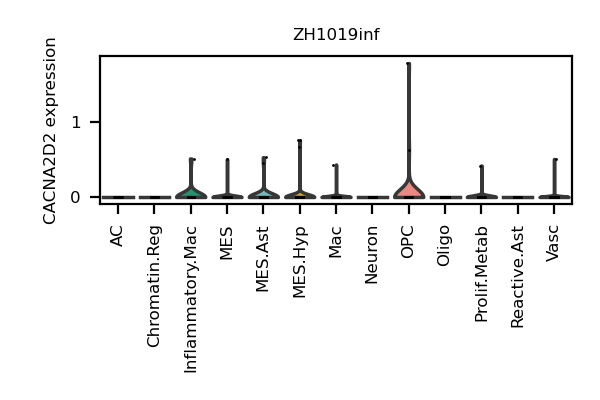 ZH1019inf
CACNA2D2 expression
1
0
AC
Chromatin.Reg
Inflammatory.Mac
MES
MES.Ast
MES.Hyp
Mac
Neuron
OPC
Oligo
Prolif.Metab
Reactive.Ast
Vasc